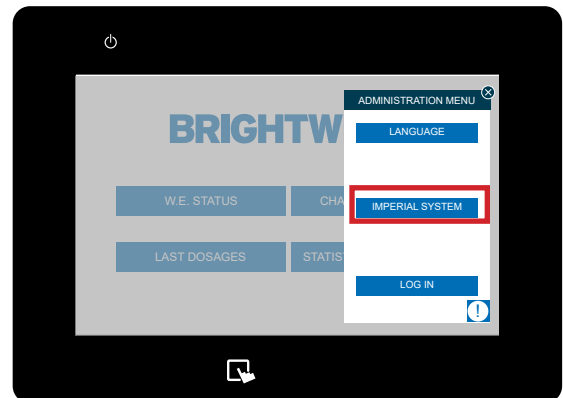 ADMINISTRATION MENU
BRIGHTW
LANGUAGE
W.E. STATUS
CHA
IMPERIAL SYSTEM
LAST DOSAGES
STATIS
LOG IN
!